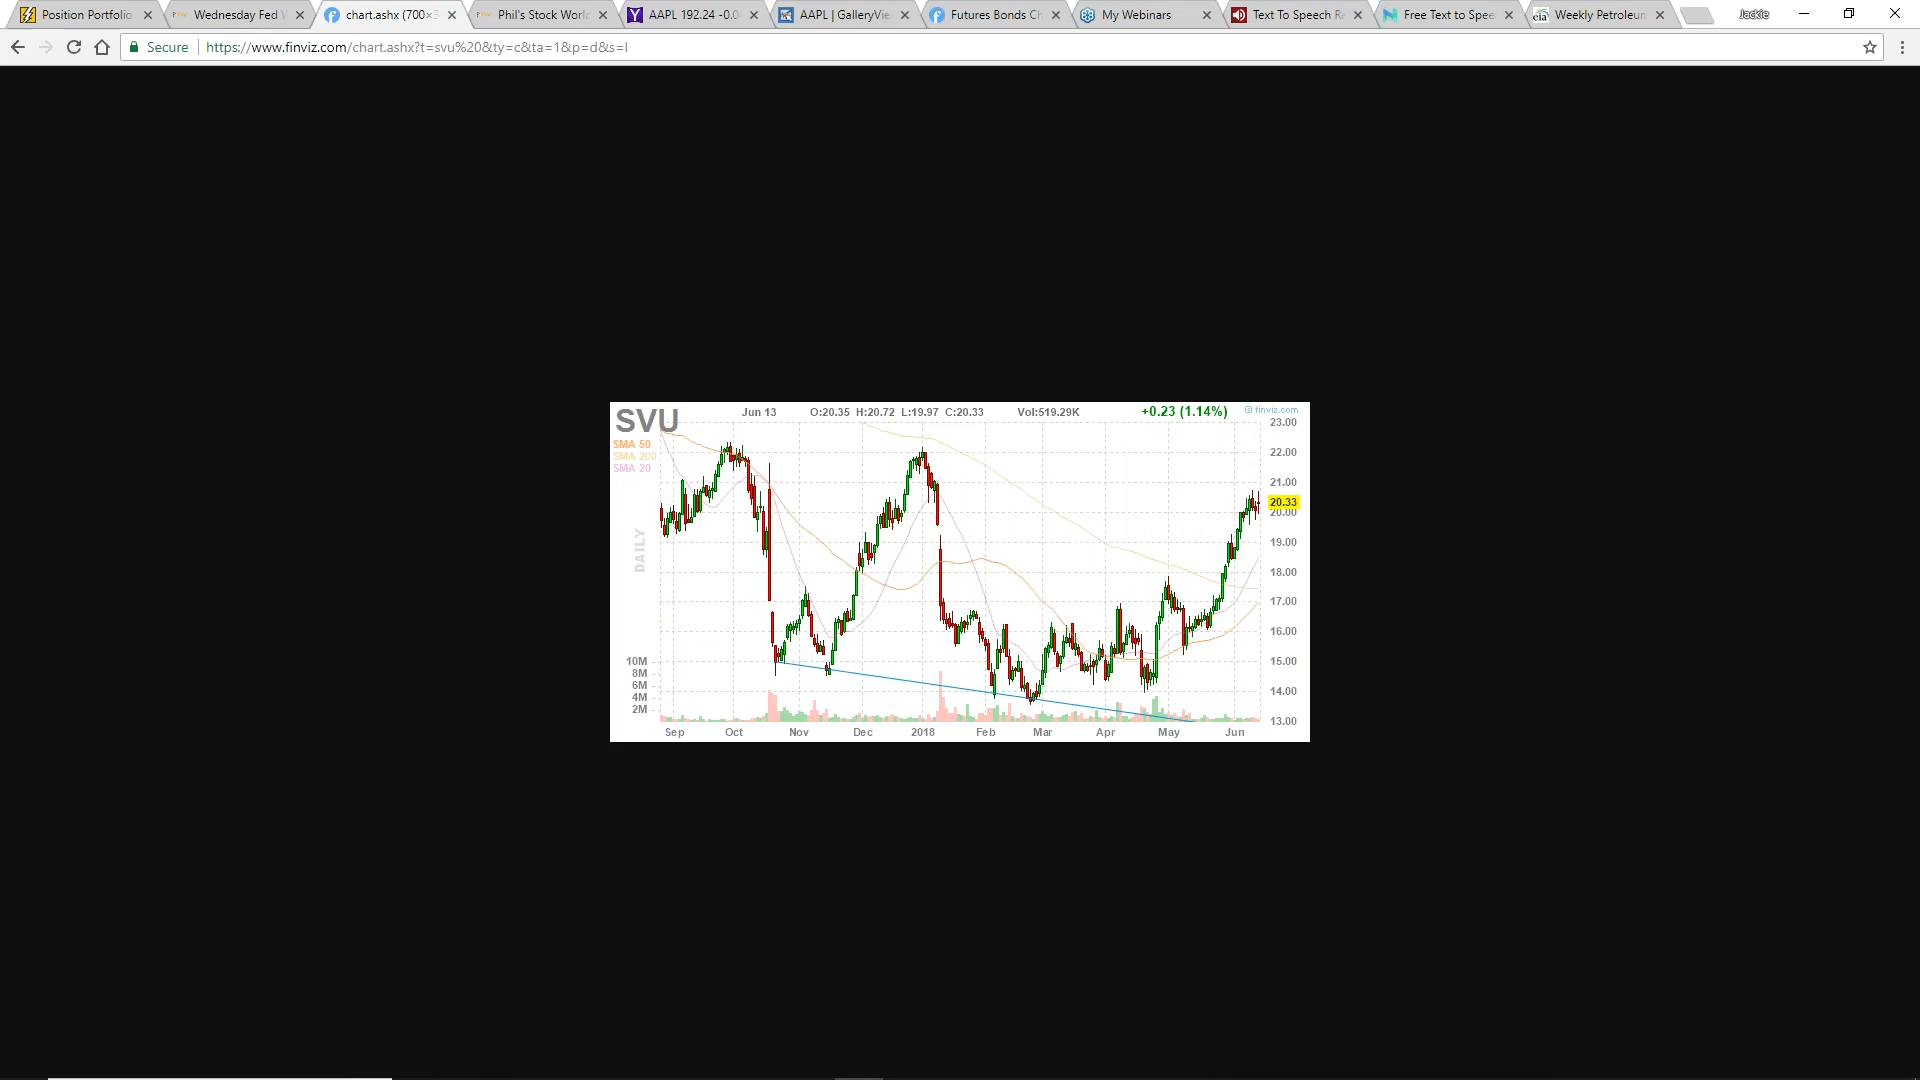 Position Portfolio
Wednesday Fed W
chart.ashx (700×3
Phil's Stock World
AAPL 192.24 -0.0
AAPL | GalleryVie
Futures Bonds Ch
My Webinars
Text To Speech Re
Free Text to Spee
eia Weekly Petroleum
Jackie
Secure https://www.finviz.com/chart.ashx?t=svu%20&ty=c&ta=1&p=d&s=l
SVU Jun 13 O:20.35 H:20.72 L:19.97 C:20.33 Vol:519.29K +0.23 (1.14%) © finviz.com
SMA 50
SMA 200
SMA 20
DAILY
23.00
22.00
21.00
20.33
20.00
19.00
18.00
17.00
16.00
15.00
14.00
13.00
10M
8M
6M
4M
2M
Sep Oct Nov Dec 2018 Feb Mar Apr May Jun